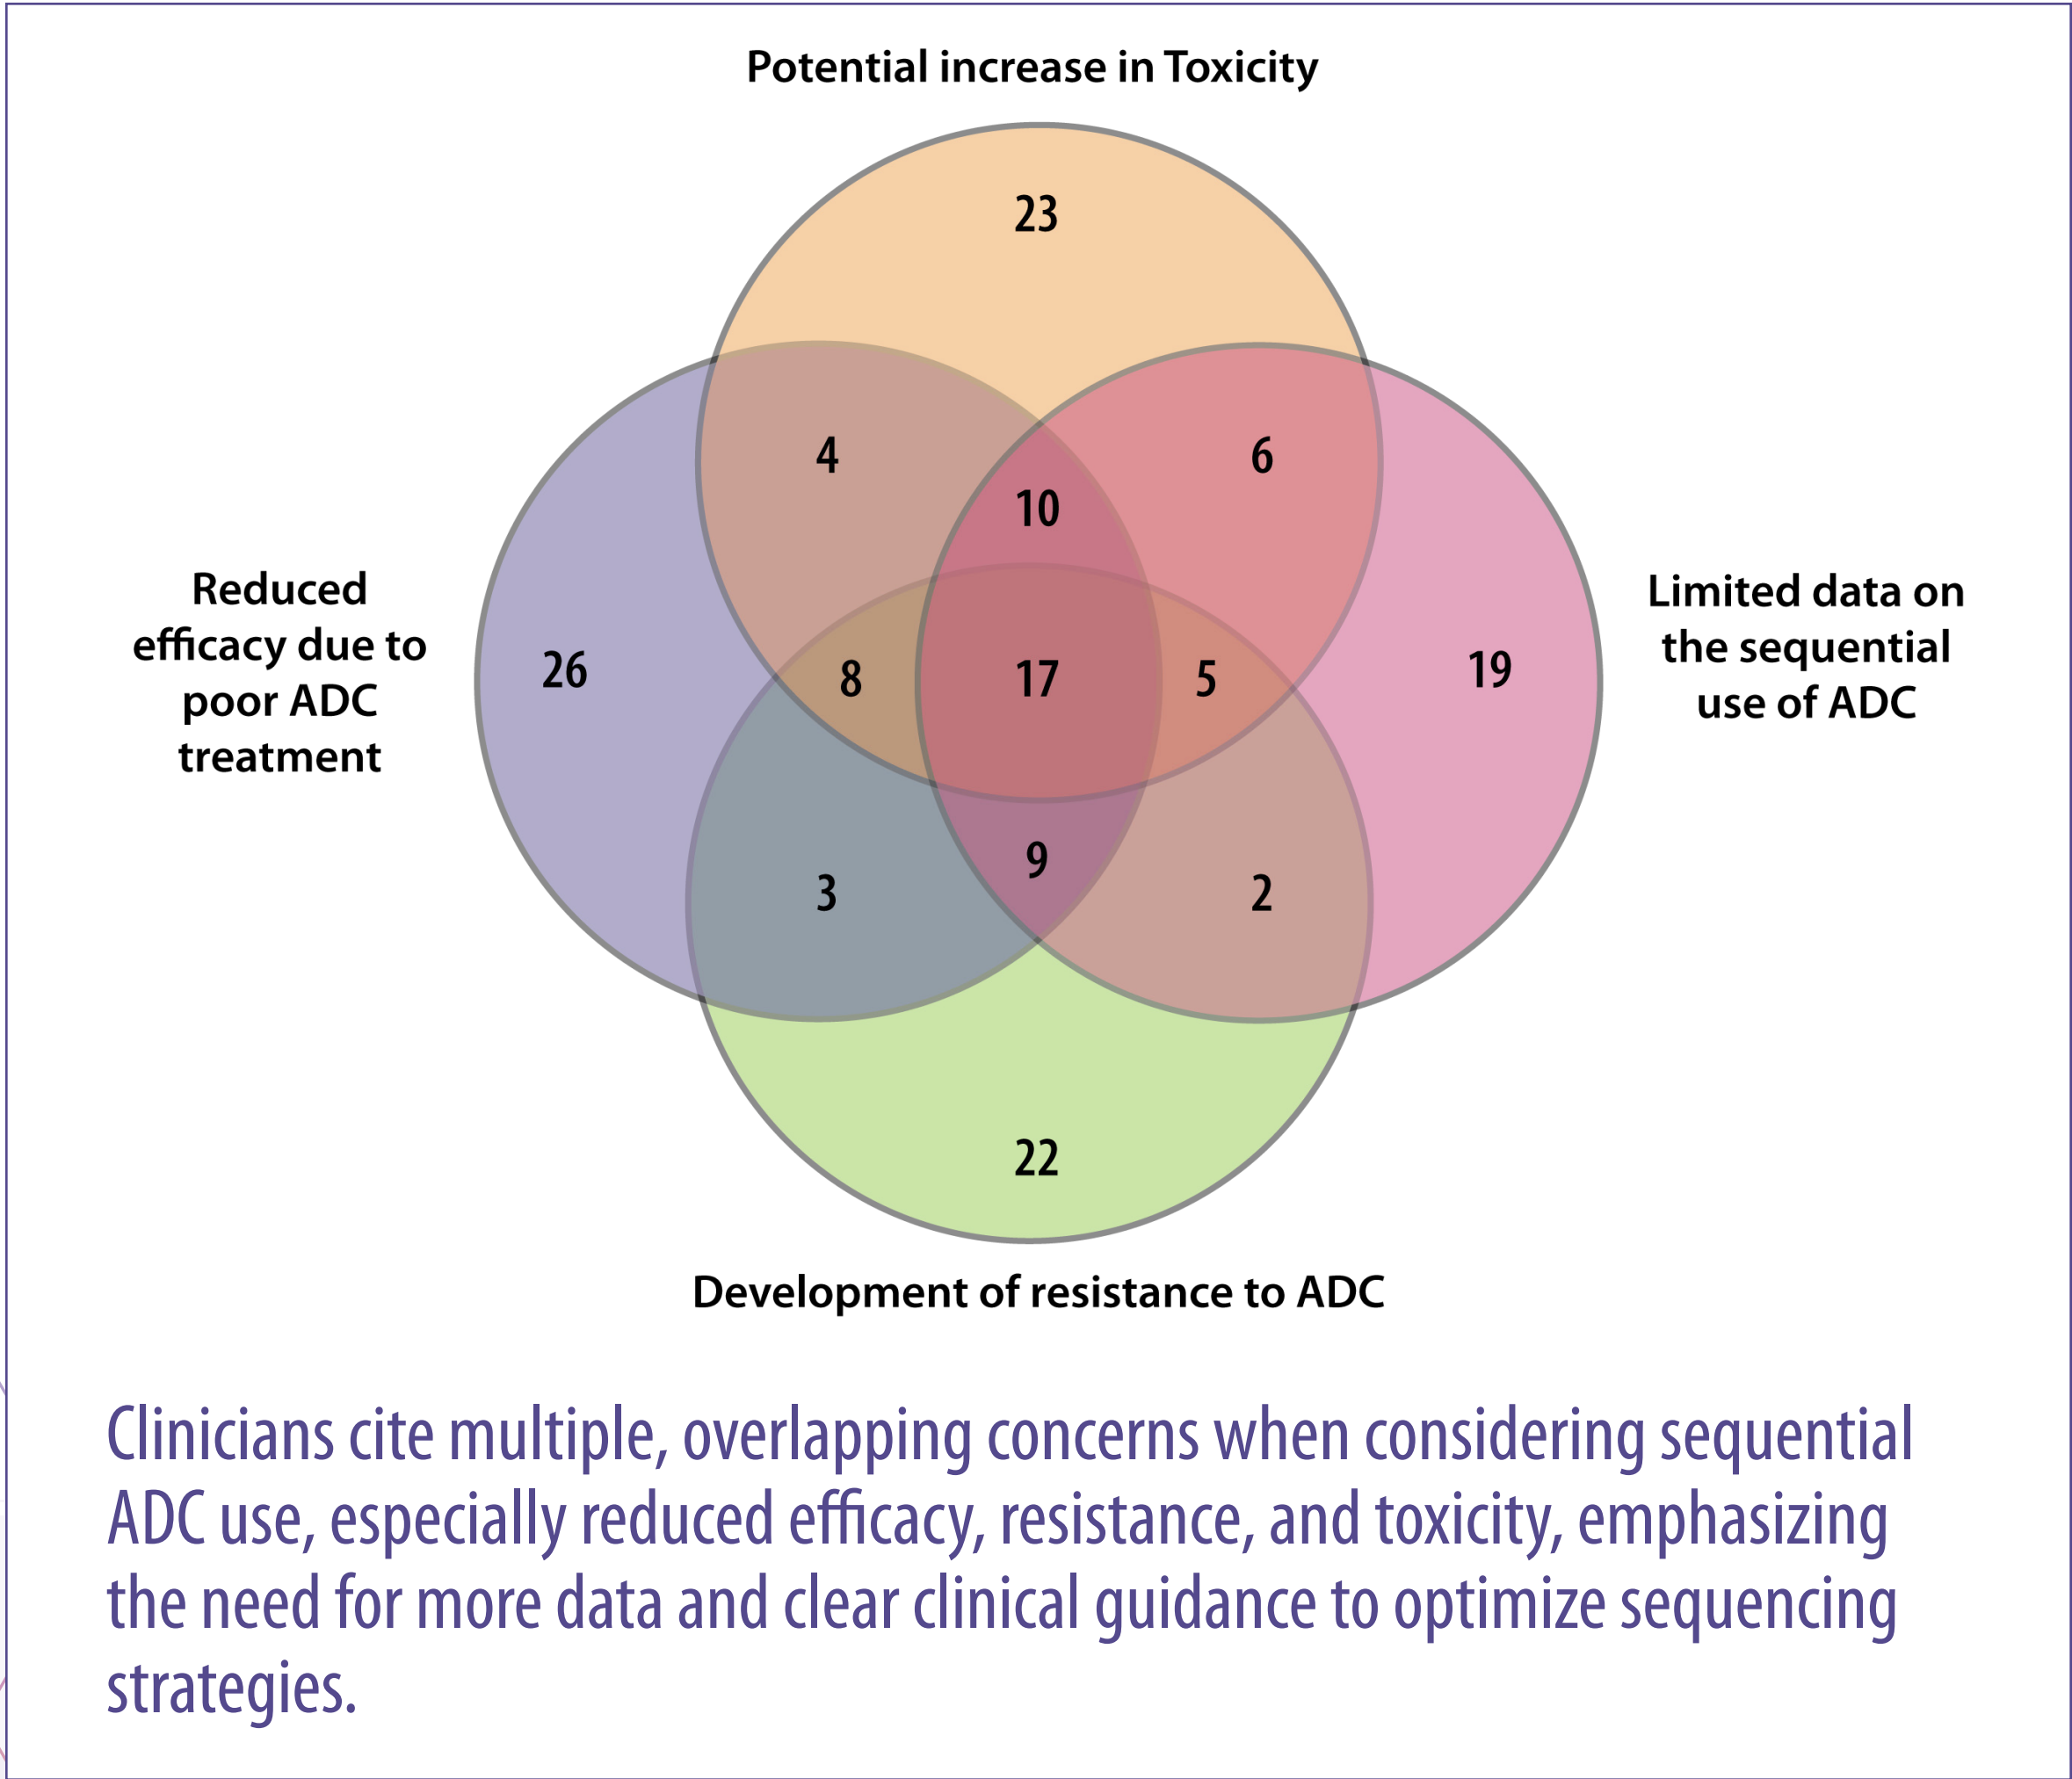 Potential increase in Toxicity
23
4
6
10
Reduced
efficacy due to
poor ADC
treatment
26
8
17
5
19
Limited data on
the sequential
use of ADC
3
9
2
22
Development of resistance to ADC
Clinicians cite multiple, overlapping concerns when considering sequential
ADC use, especially reduced efficacy, resistance, and toxicity, emphasizing
the need for more data and clear clinical guidance to optimize sequencing
strategies.